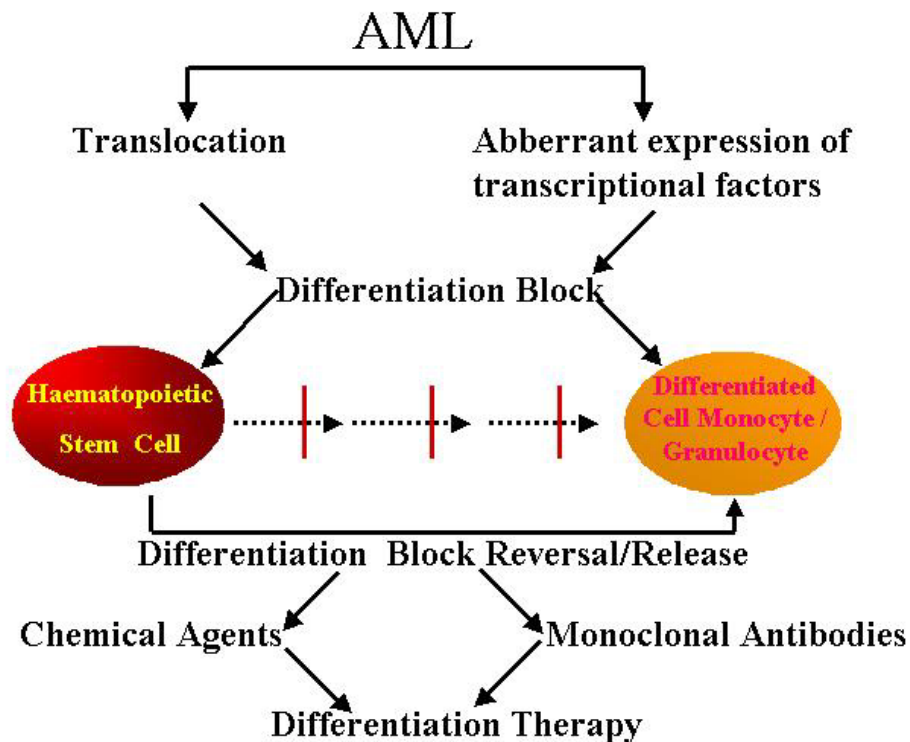 AML
Translocation
Abberrant expression of
transcriptional factors
Differentiation Block
Haematopoietic
Stem Cell
Differentiated
Cell Monocyte /
Granulocyte
Differentiation Block Reversal/Release
Chemical Agents
Monoclonal Antibodies
Differentiation Therapy